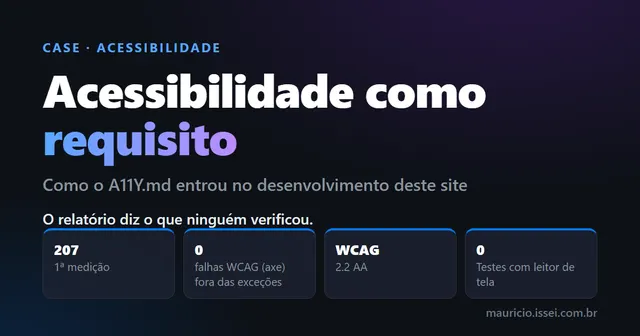 CASE · ACESSIBILIDADE
Acessibilidade como
requisito
Como o A11Y.md entrou no desenvolvimento deste site
O relatório diz o que ninguém verificou.
207
1ª medição
0
falhas WCAG (axe)
fora das exceções
WCAG
2.2 AA
0
Testes com leitor de
tela
mauricio.issei.com.br